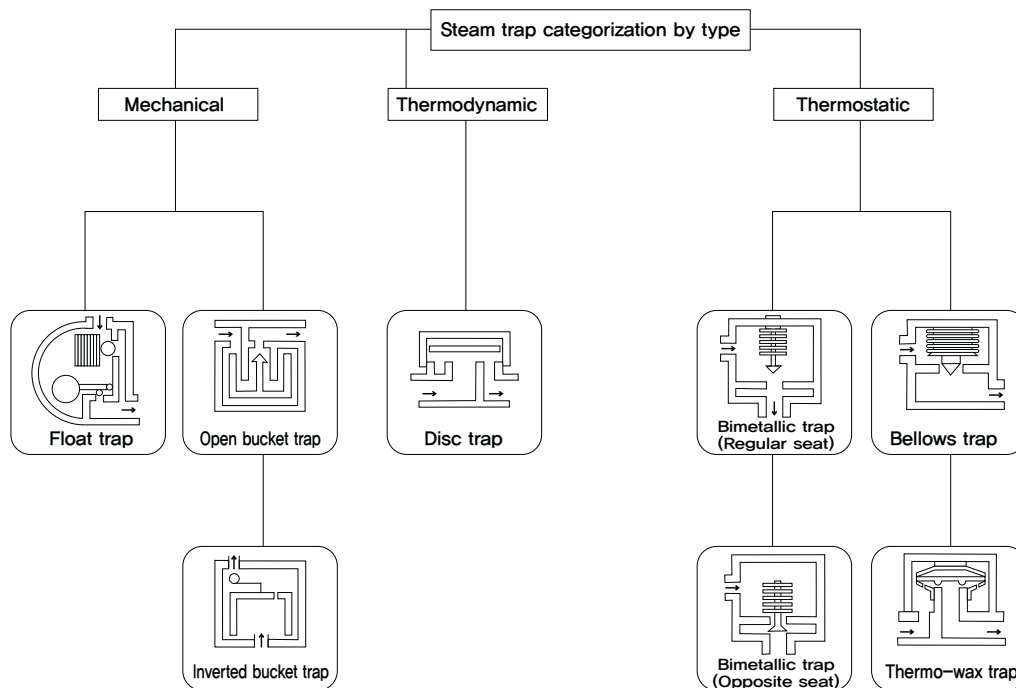 Steam trap categorization by type
Mechanical
Thermodynamic
Thermostatic
Float trap
Open bucket trap
Disc trap
Bimetallic trap
(Regular seat)
Bellows trap
Inverted bucket trap
Bimetallic trap
(Opposite seat)
Thermo-wax trap